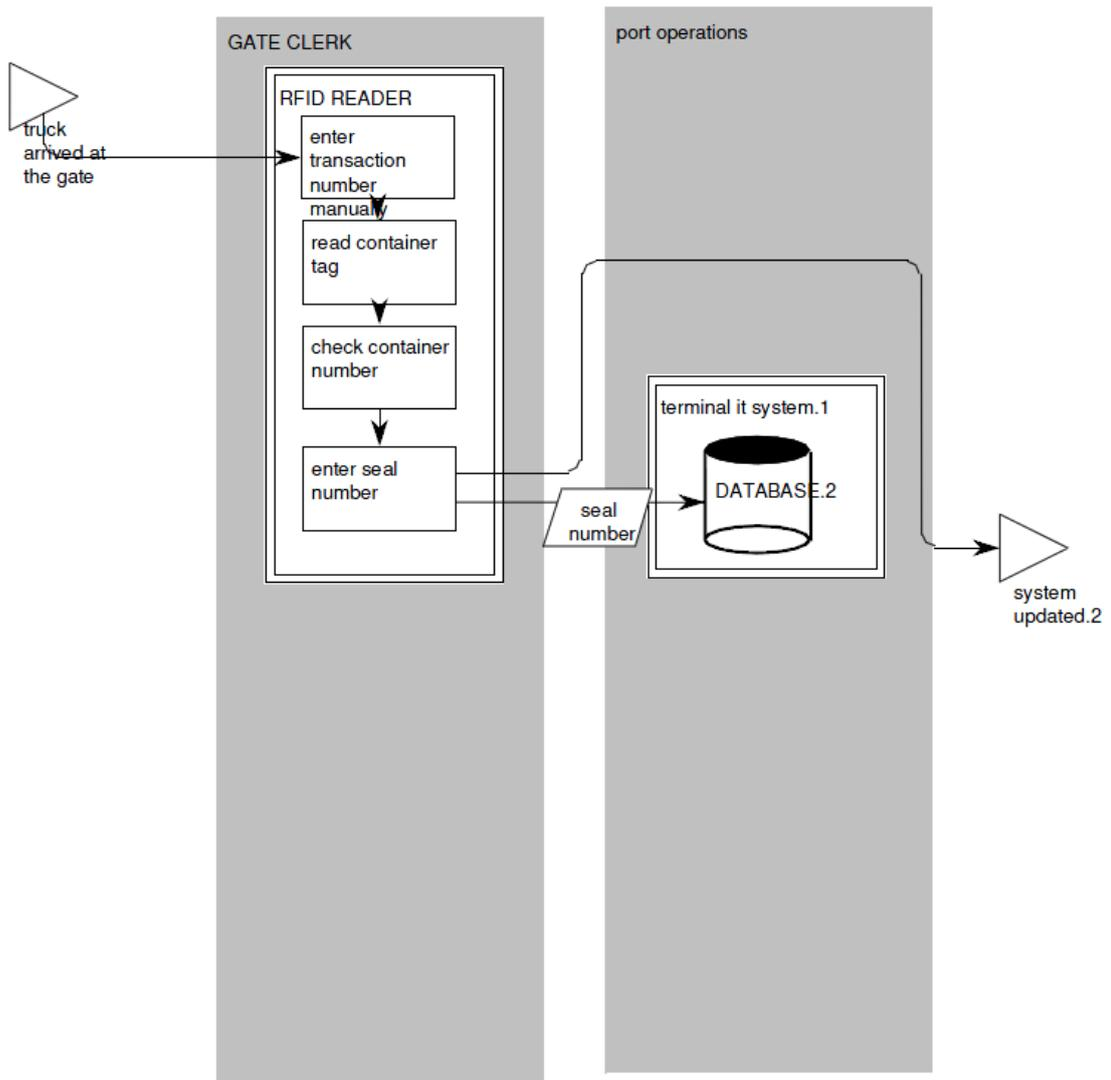 GATE CLERK
port operations
truck
arrived at
the gate
RFID READER
enter
transaction
number
manually
read container
tag
check container
number
enter seal
number
seal
number
terminal it system.1
DATABASE.2
system
updated.2